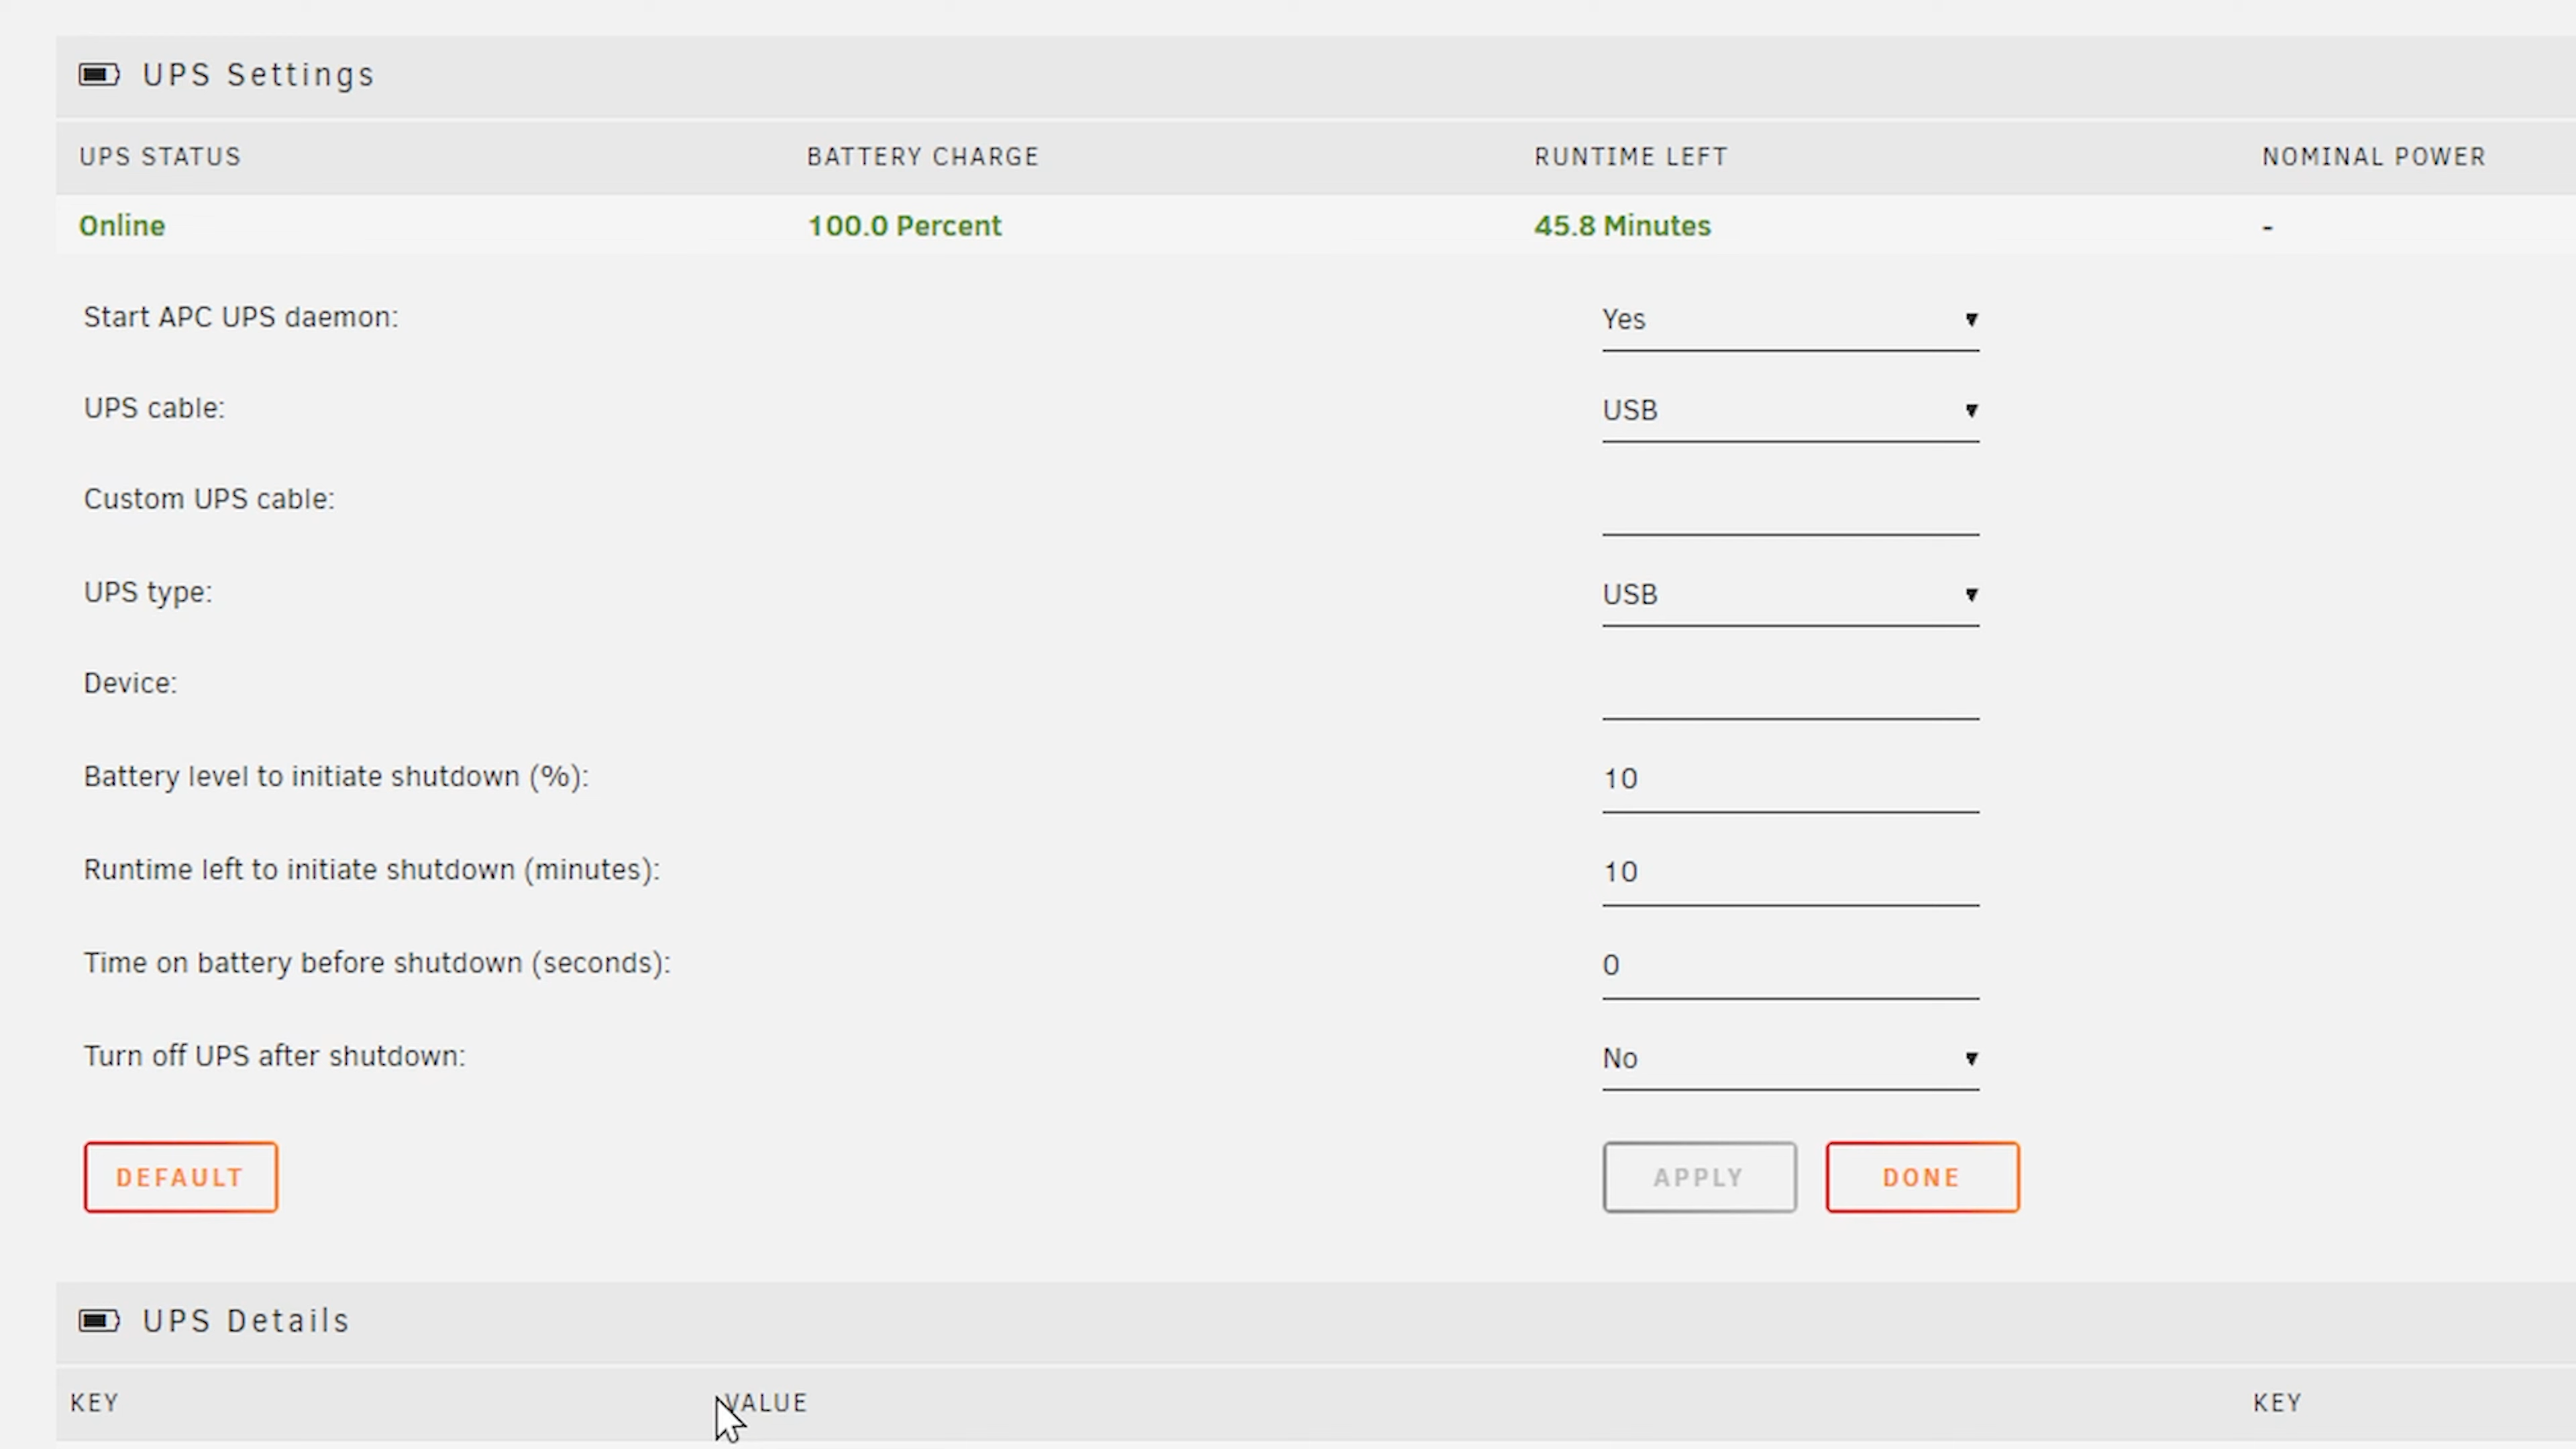 UPS Settings
UPS STATUS BATTERY CHARGE RUNTIME LEFT NOMINAL POWER
Online 100.0 Percent 45.8 Minutes -
Start APC UPS daemon: Yes
UPS cable: USB
Custom UPS cable:
UPS type: USB
Device:
Battery level to initiate shutdown (%): 10
Runtime left to initiate shutdown (minutes): 10
Time on battery before shutdown (seconds): 0
Turn off UPS after shutdown: No
DEFAULT APPLY DONE
UPS Details
KEY VALUE KEY